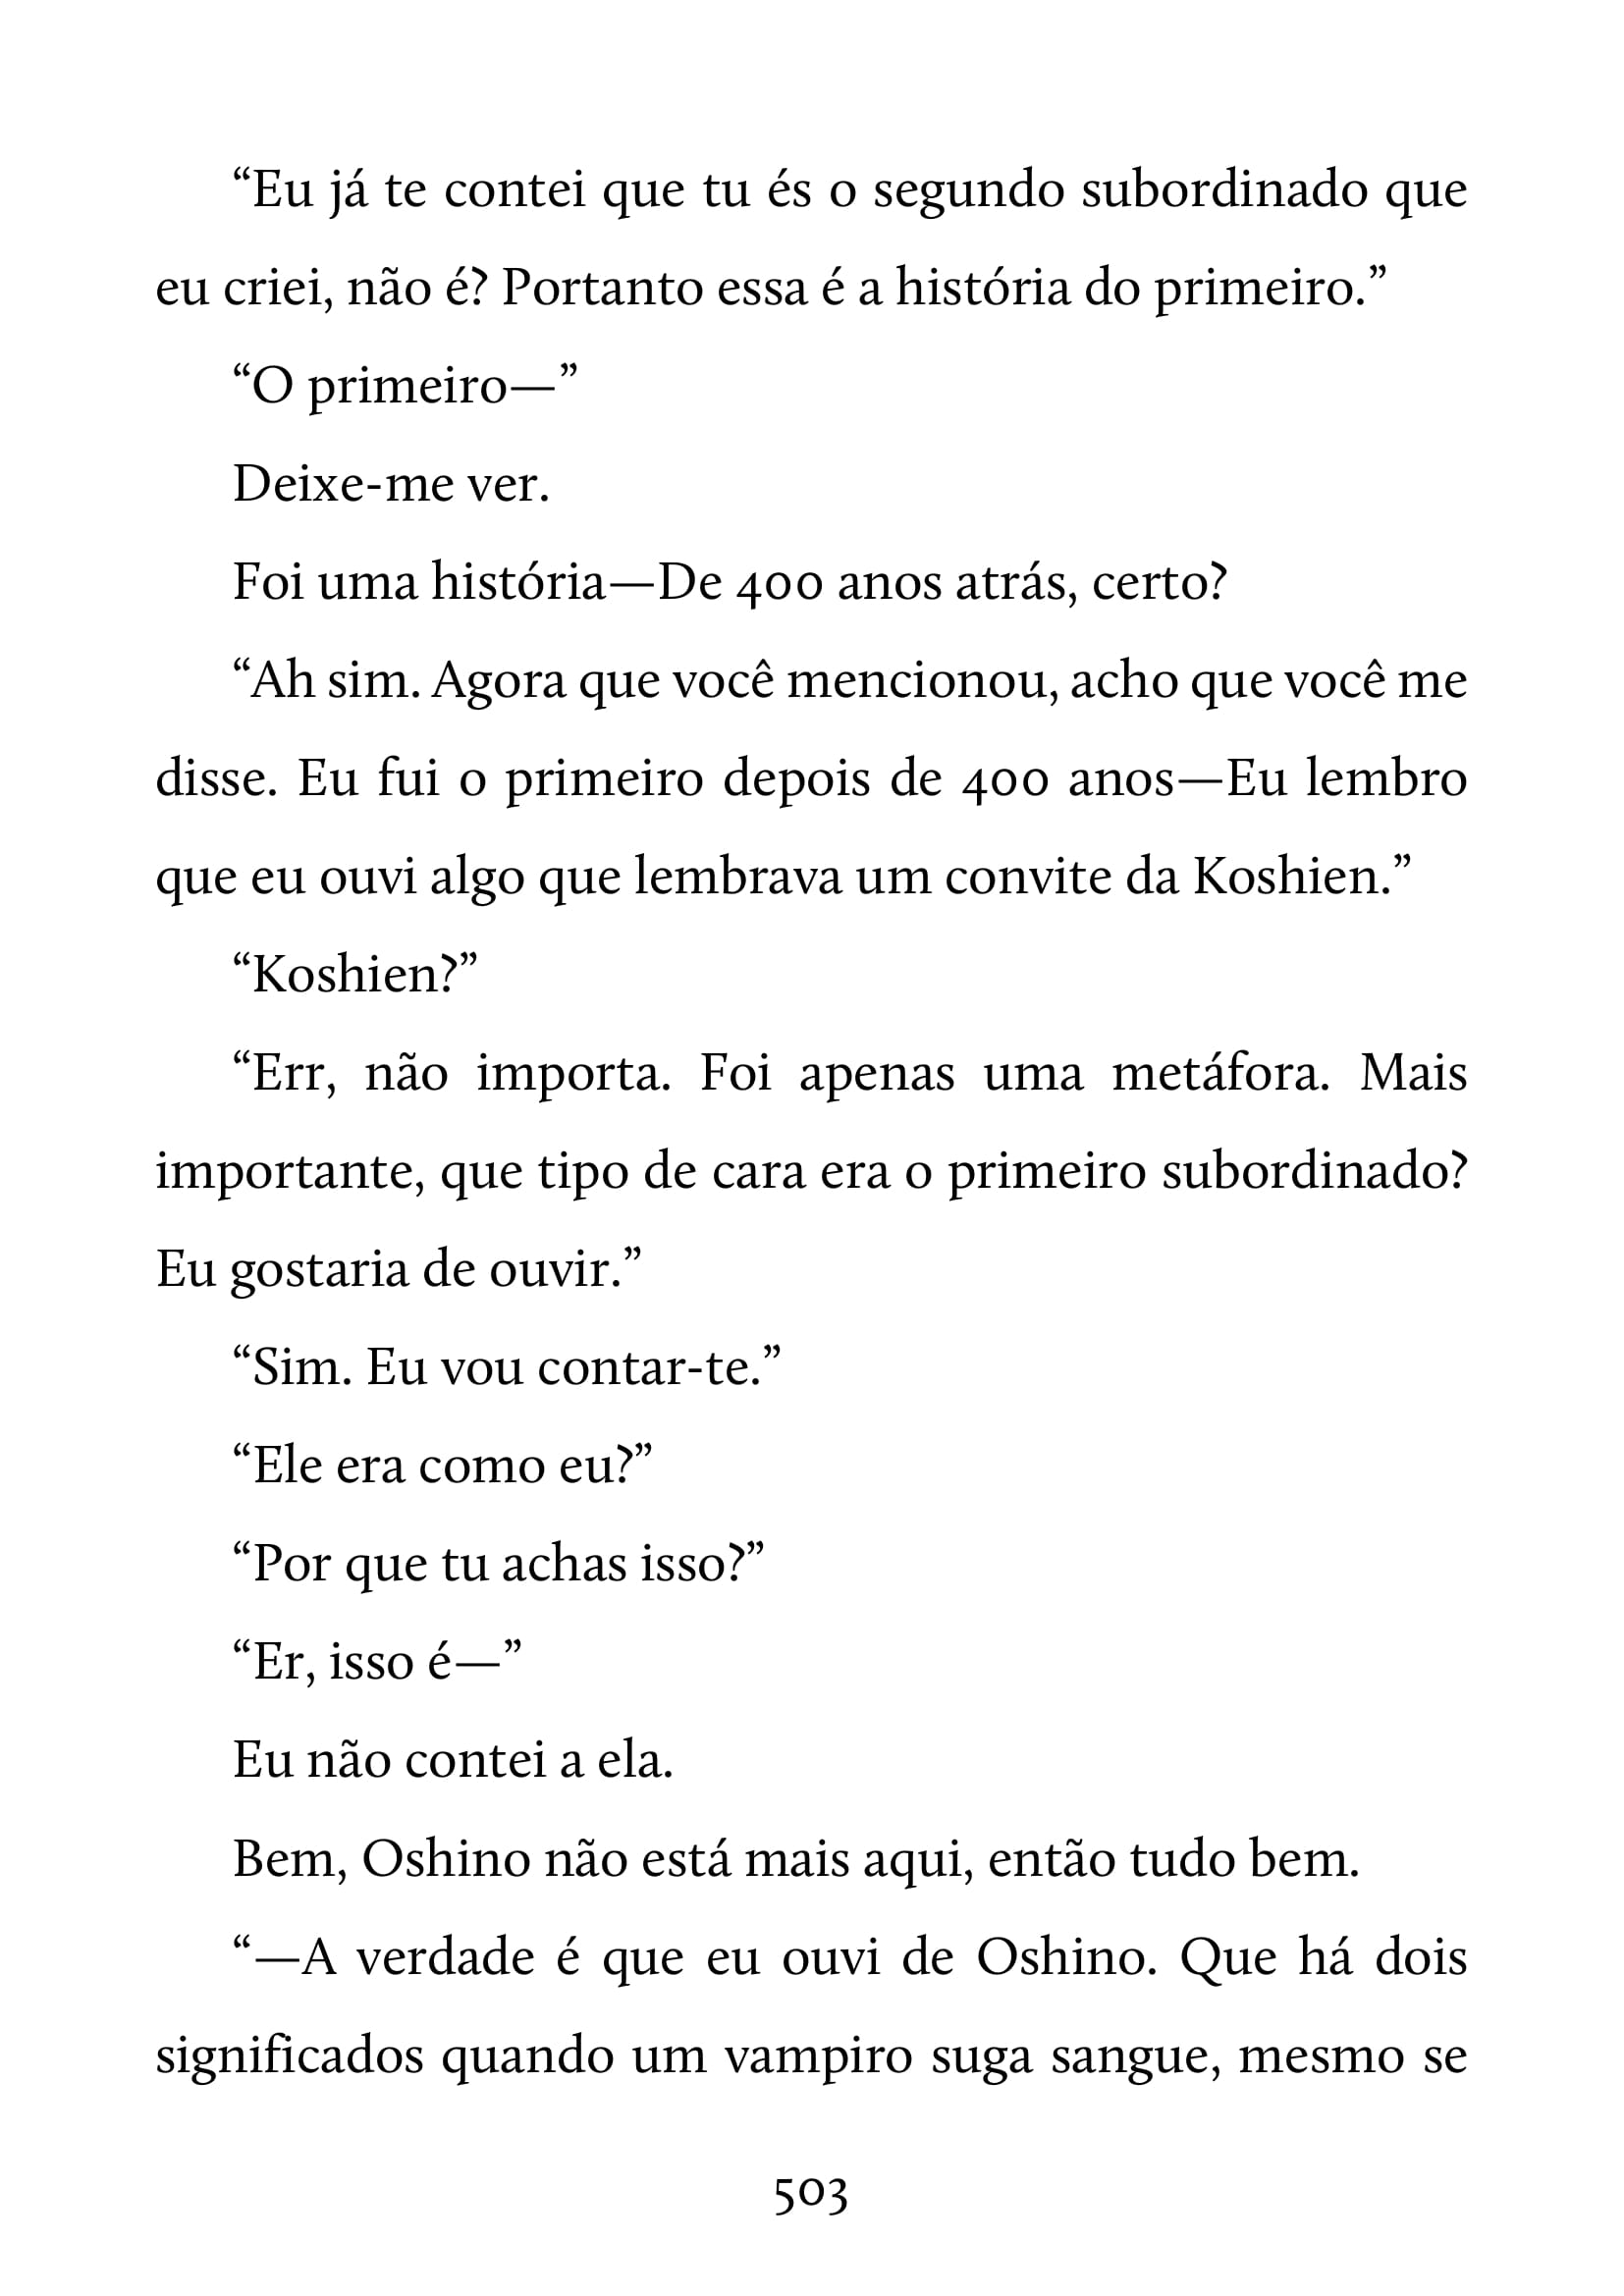 “Eu já te contei que tu és o segundo subordinado que
eu criei, não é? Portanto essa é a história do primeiro.”
“O primeiro—”
Deixe-me ver.
Foi uma história—De 400 anos atrás, certo?
“Ah sim. Agora que você mencionou, acho que você me
disse. Eu fui o primeiro depois de 400 anos—Eu lembro
que eu ouvi algo que lembrava um convite da Koshien.”
“Koshien?”
“Err, não importa. Foi apenas uma metáfora. Mais
importante, que tipo de cara era o primeiro subordinado?
Eu gostaria de ouvir.”
“Sim. Eu vou contar-te.”
“Ele era como eu?”
“Por que tu achas isso?”
“Er, isso é—”
Eu não contei a ela.
Bem, Oshino não está mais aqui, então tudo bem.
“—A verdade é que eu ouvi de Oshino. Que há dois
significados quando um vampiro suga sangue, mesmo se
503